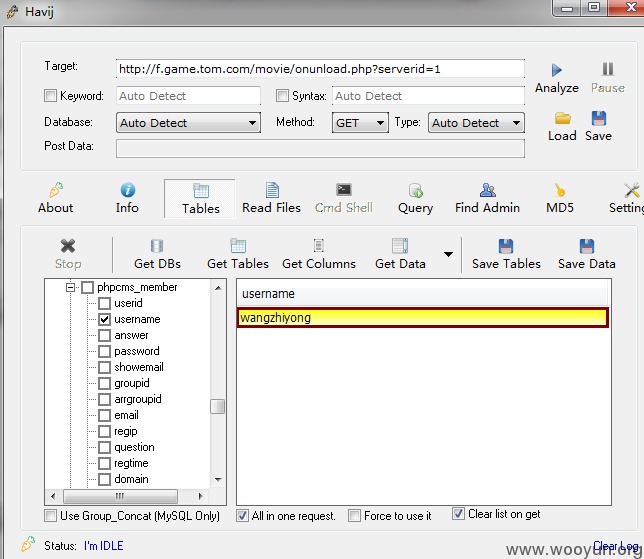 Havij
Target: http://f.game.tom.com/movie/onunload.php?serverid=1
Analyze Pause
Keyword: Auto Detect Syntax: Auto Detect
Database: Auto Detect Method: GET Type: Auto Detect
Load Save
Post Data:
About Info Tables Read Files Cmd Shell Query Find Admin MD5 Setting
Stop Get DBs Get Tables Get Columns Get Data Save Tables Save Data
phpcms_member
userid
username
answer
password
showemail
groupid
arrgroupid
email
regip
question
regtime
domain
username
wangzhiyong
Use Group_Concat (MySQL Only) All in one request. Force to use it Clear list on get
Status: I'm IDLE Clear Log
www.wooyun.org